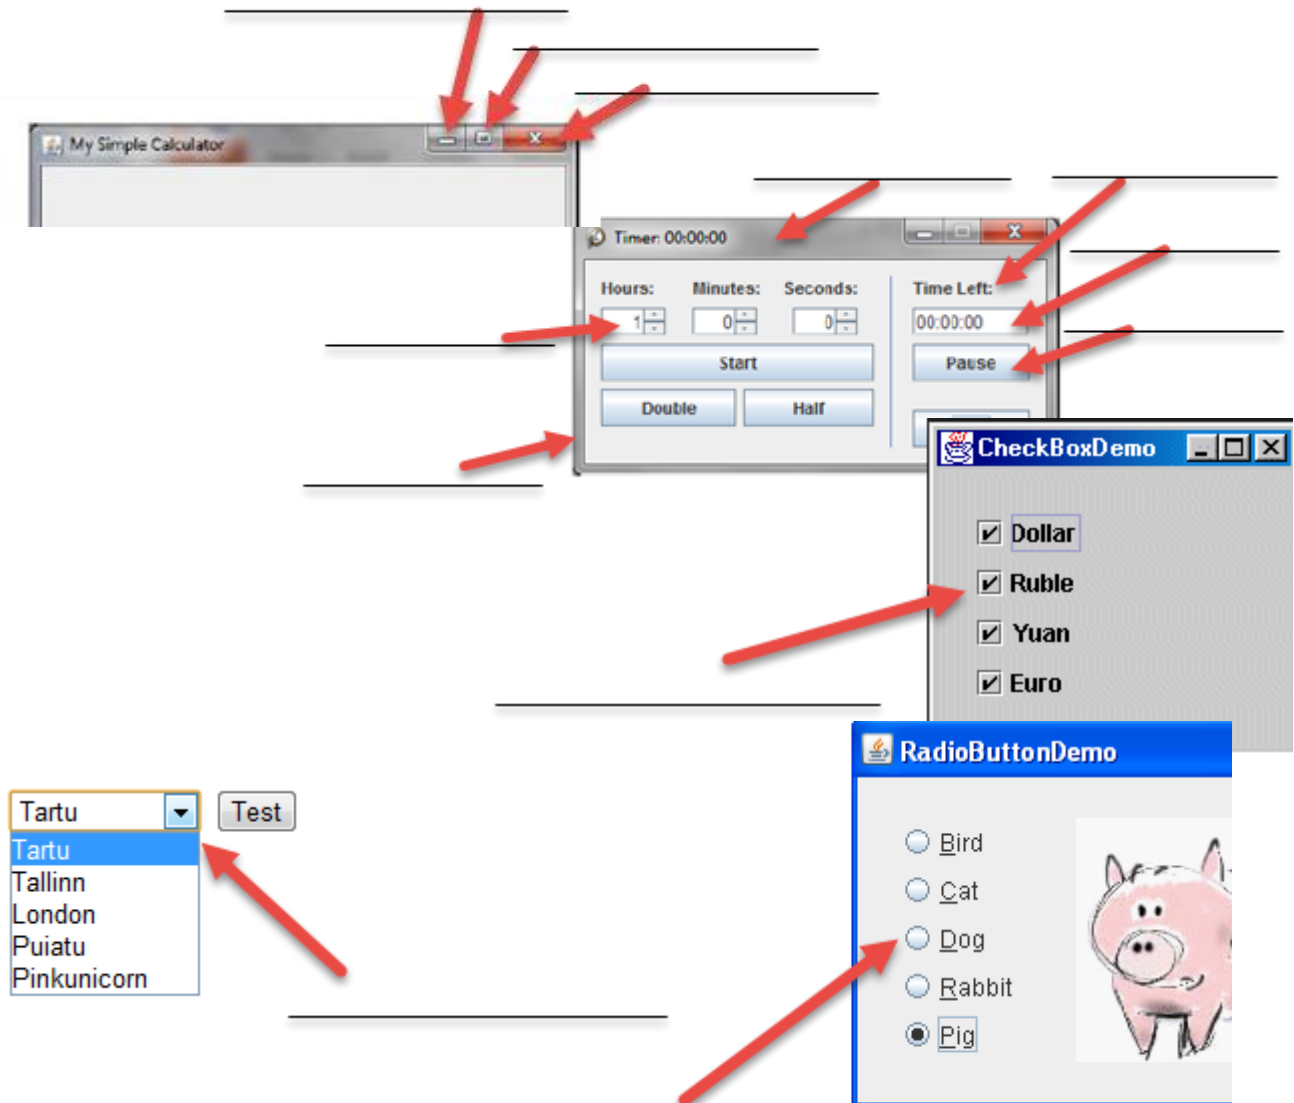 My Simple Calculator
Timer: 00:00:00
Hours: Minutes: Seconds: Time Left:
1 0 0 00:00:00
Start Pause
Double Half
CheckBoxDemo
Dollar
Ruble
Yuan
Euro
RadioButtonDemo
Bird
Cat
Dog
Rabbit
Pig
Tartu Test
Tartu
Tallinn
London
Puiatu
Pinkunicorn